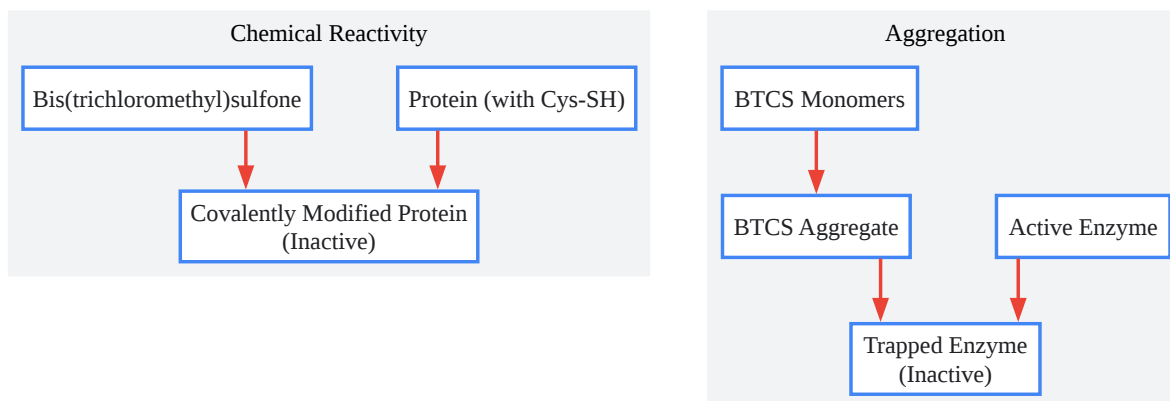 Chemical Reactivity
Bis(trichloromethyl)sulfone
Protein (with Cys-SH)
Covalently Modified Protein
(Inactive)
Aggregation
BTCS Monomers
BTCS Aggregate
Active Enzyme
Trapped Enzyme
(Inactive)